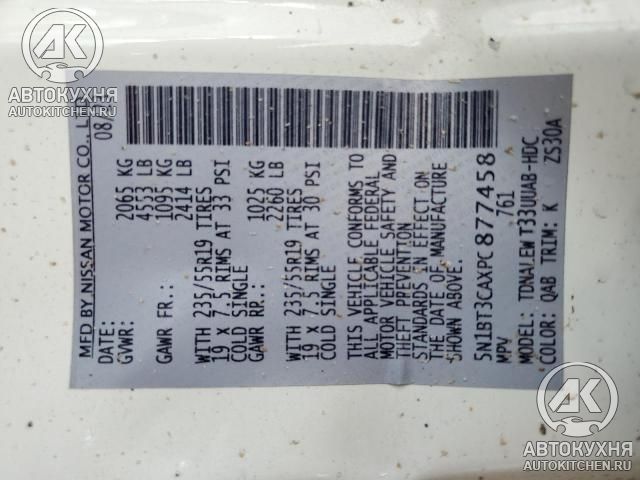 MFD BY NISSAN MOTOR CO., LTD.
DATE: 08/
GVWR: 2065 KG
4553 LB
GAWR FR.: 1095 KG
2414 LB
WITH 235/55R19 TIRES
19 x 7.5 RIMS AT 33 PSI
COLD SINGLE
GAWR RR.: 1025 KG
2260 LB
WITH 235/55R19 TIRES
19 x 7.5 RIMS AT 30 PSI
COLD SINGLE
THIS VEHICLE CONFORMS TO
ALL APPLICABLE FEDERAL
MOTOR VEHICLE SAFETY AND
THEFT PREVENTION
STANDARDS IN EFFECT ON
THE DATE OF MANUFACTURE
SHOWN ABOVE.
5N1BT3CAXPC877458
MPV 761
MODEL: TDNALEW T33UUAB-HDC
COLOR: QAB TRIM: K ZS30A
АК
АВТОКУХНЯ
AUTOKITCHEN.RU
АК
АВТОКУХНЯ
AUTOKITCHEN.RU